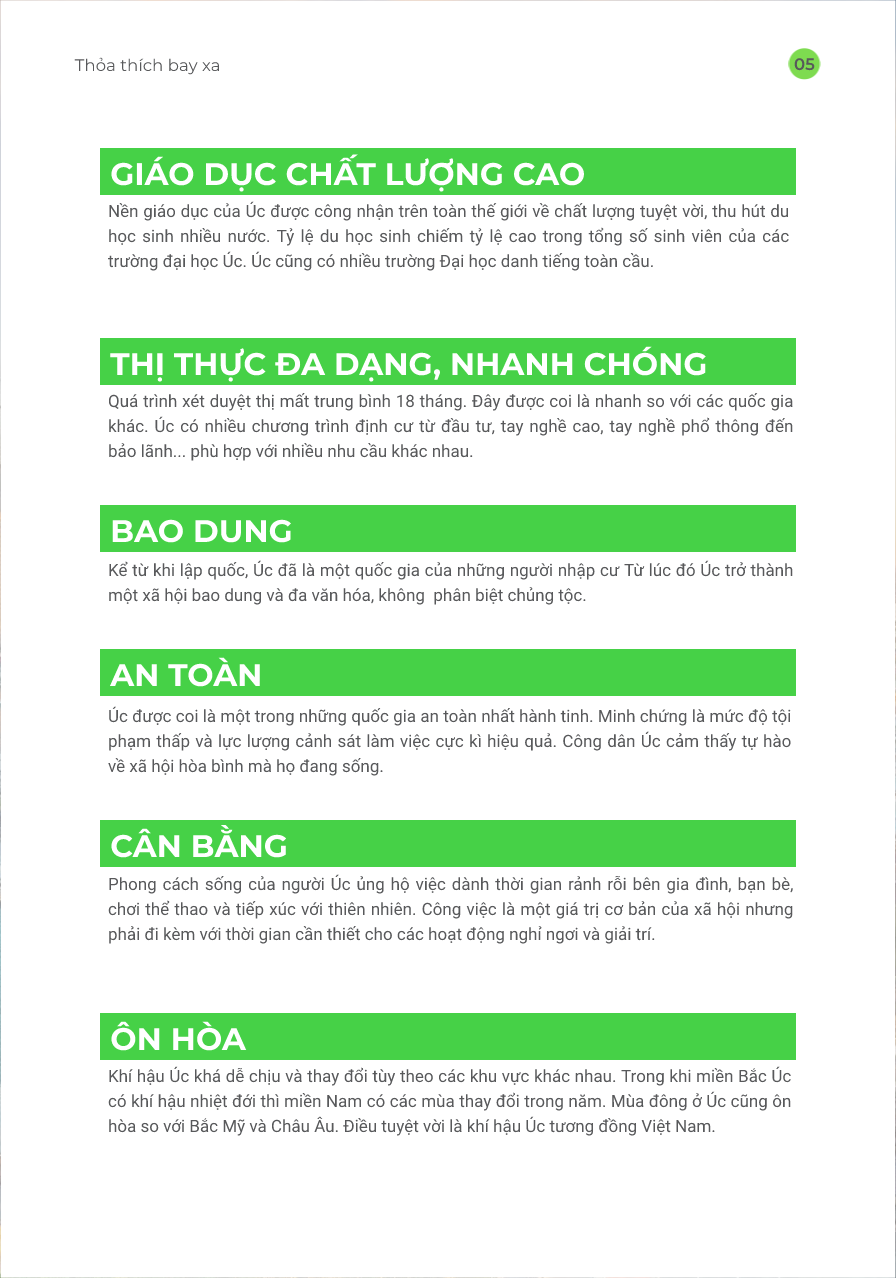 Thỏa thích bay xa
05
GIÁO DỤC CHẤT LƯỢNG CAO
Nền giáo dục của Úc được công nhận trên toàn thế giới về chất lượng tuyệt vời, thu hút du
học sinh nhiều nước. Tỷ lệ du học sinh chiếm tỷ lệ cao trong tổng số sinh viên của các
trường đại học Úc. Úc cũng có nhiều trường Đại học danh tiếng toàn cầu.
THỊ THỰC ĐA DẠNG, NHANH CHÓNG
Quá trình xét duyệt thị mất trung bình 18 tháng. Đây được coi là nhanh so với các quốc gia
khác. Úc có nhiều chương trình định cư từ đầu tư, tay nghề cao, tay nghề phổ thông đến
bảo lãnh... phù hợp với nhiều nhu cầu khác nhau.
BAO DUNG
Kể từ khi lập quốc, Úc đã là một quốc gia của những người nhập cư Từ lúc đó Úc trở thành
một xã hội bao dung và đa văn hóa, không  phân biệt chủng tộc.
AN TOÀN
Úc được coi là một trong những quốc gia an toàn nhất hành tinh. Minh chứng là mức độ tội
phạm thấp và lực lượng cảnh sát làm việc cực kì hiệu quả. Công dân Úc cảm thấy tự hào
về xã hội hòa bình mà họ đang sống.
CÂN BẰNG
Phong cách sống của người Úc ủng hộ việc dành thời gian rảnh rỗi bên gia đình, bạn bè,
chơi thể thao và tiếp xúc với thiên nhiên. Công việc là một giá trị cơ bản của xã hội nhưng
phải đi kèm với thời gian cần thiết cho các hoạt động nghỉ ngơi và giải trí.
ÔN HÒA
Khí hậu Úc khá dễ chịu và thay đổi tùy theo các khu vực khác nhau. Trong khi miền Bắc Úc
có khí hậu nhiệt đới thì miền Nam có các mùa thay đổi trong năm. Mùa đông ở Úc cũng ôn
hòa so với Bắc Mỹ và Châu Âu. Điều tuyệt vời là khí hậu Úc tương đồng Việt Nam.